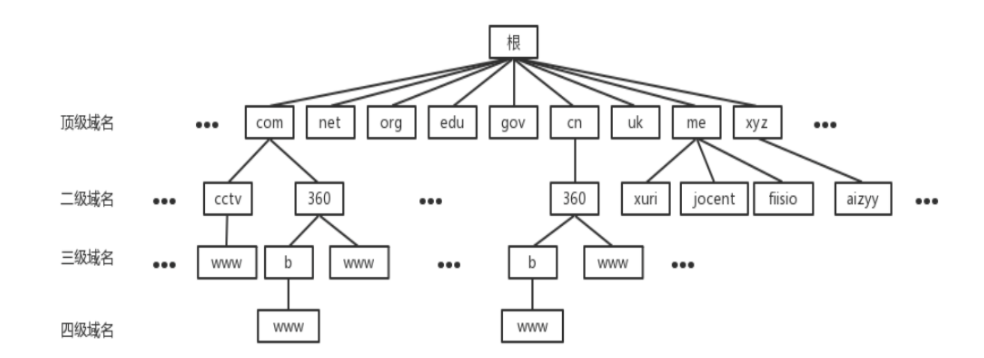 根
顶级域名 ••• com net org edu gov cn uk me xyz •••
二级域名 ••• cctv 360 ••• 360 xuri jocent fiisio aizyy •••
三级域名 ••• www b www ••• b www •••
四级域名 www www